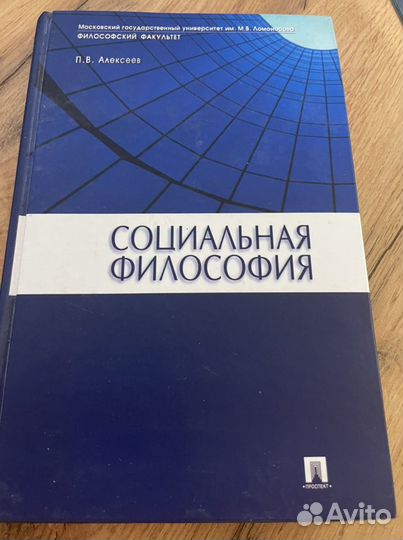 Московский государственный университет им. М.В. Ломоносова
ФИЛОСОФСКИЙ ФАКУЛЬТЕТ
П.В. Алексеев
СОЦИАЛЬНАЯ
ФИЛОСОФИЯ
ПРОСПЕКТ
Avito